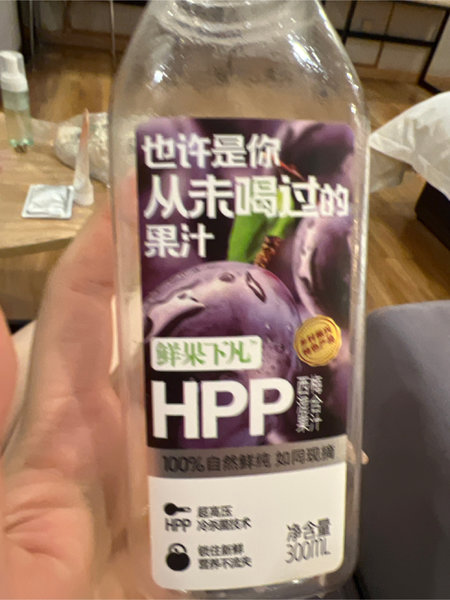 也许是你
从未喝过的
果汁
鲜果下凡
HPP
西梅复合果汁
100%自然鲜纯 如同现摘
HPP
超高压
冷杀菌技术
锁住新鲜
营养不流失
净含量
300mL